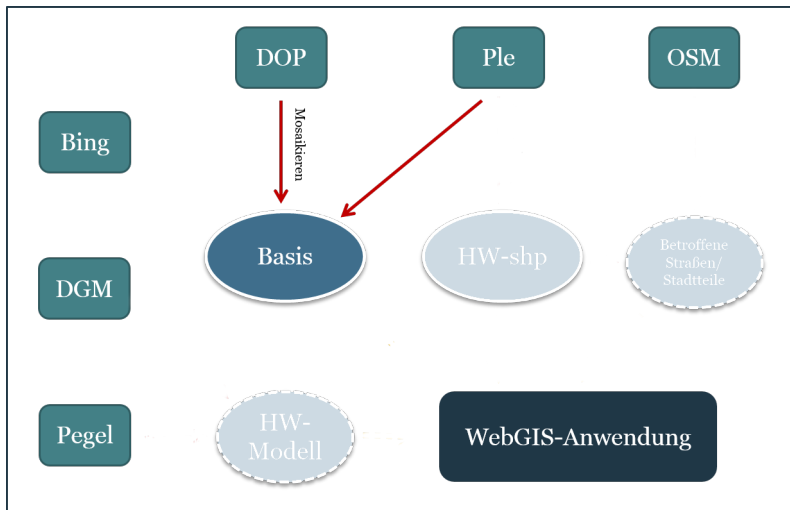 DOP
Ple
OSM
Bing
Mosaikieren
Basis
HW-shp
Betroffene
Straßen/
Stadtteile
DGM
Pegel
HW-
Modell
WebGIS-Anwendung